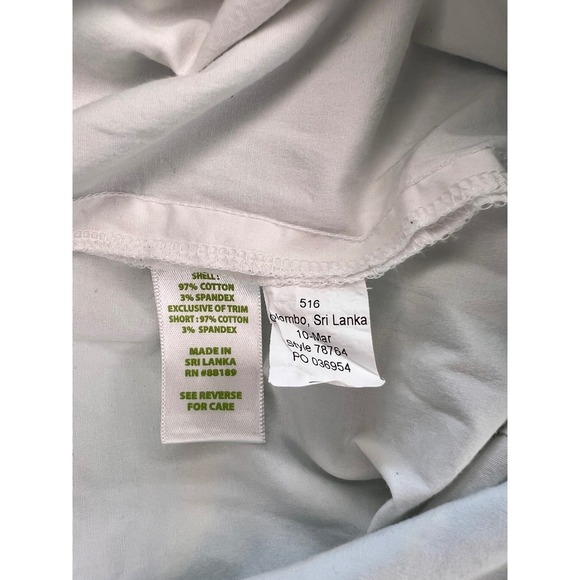 SHELL:
97% COTTON
3% SPANDEX
EXCLUSIVE OF TRIM
SHORT: 97% COTTON
3% SPANDEX
MADE IN
SRI LANKA
RN #88189
SEE REVERSE
FOR CARE
516
Colombo, Sri Lanka
10-Mar
Style 78764
PO 036954